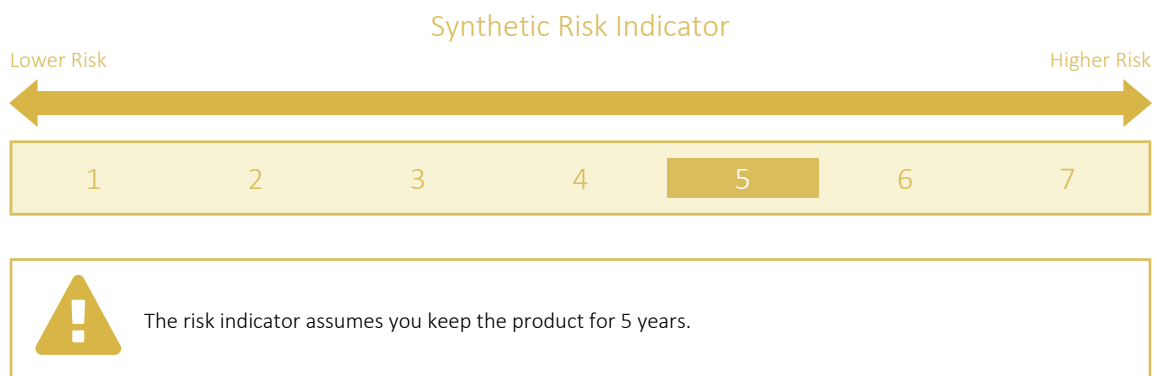 Synthetic Risk Indicator
Lower Risk
Higher Risk
1 2 3 4 5 6 7
The risk indicator assumes you keep the product for 5 years.